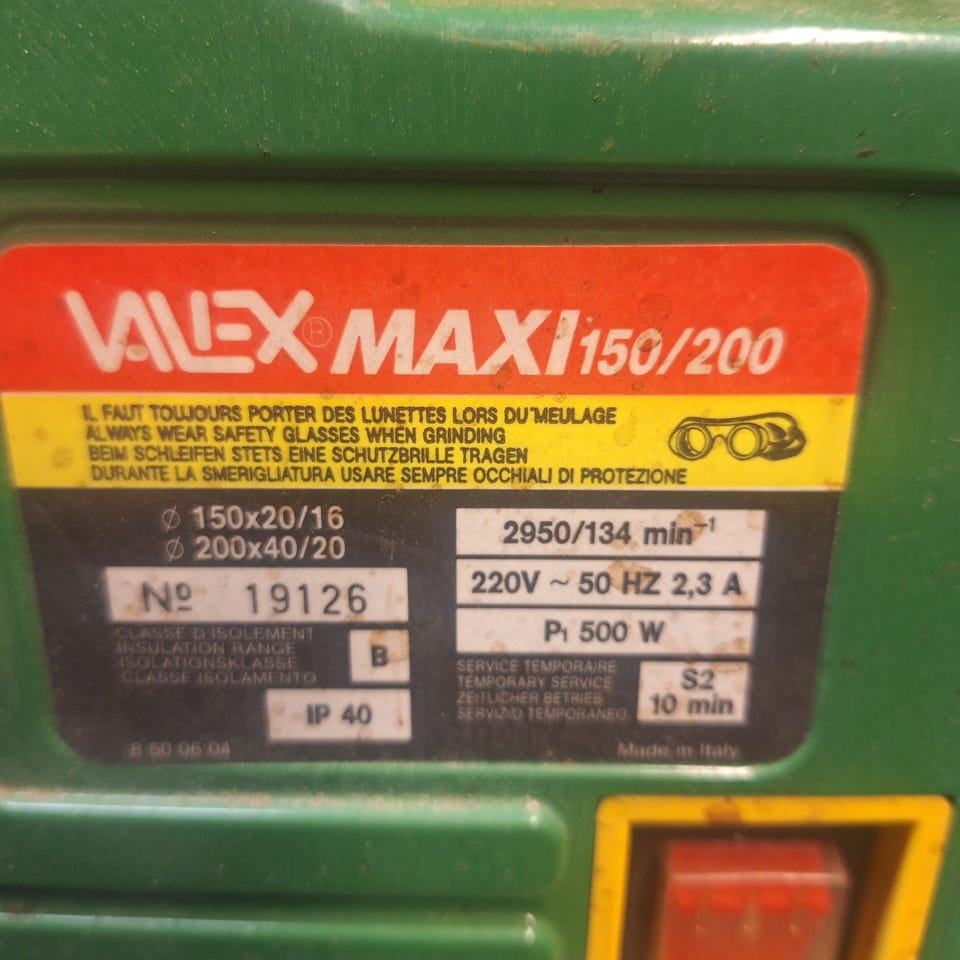 VALEX® MAXI 150/200
IL FAUT TOUJOURS PORTER DES LUNETTES LORS DU MEULAGE
ALWAYS WEAR SAFETY GLASSES WHEN GRINDING
BEIM SCHLEIFEN STETS EINE SCHUTZBRILLE TRAGEN
DURANTE LA SMERIGLIATURA USARE SEMPRE OCCHIALI DI PROTEZIONE
⌀ 150x20/16
⌀ 200x40/20
Nº 19126
CLASSE D'ISOLEMENT
INSULATION RANGE
ISOLATIONSKLASSE
CLASSE ISOLAMENTO
B
IP 40
B 50 06 04
2950/134 min⁻¹
220V ~ 50 HZ 2,3 A
P₁ 500 W
SERVICE TEMPORAIRE
TEMPORARY SERVICE
ZEITLICHER BETRIEB
SERVIZIO TEMPORANEO
S2
10 min
Made in Italy